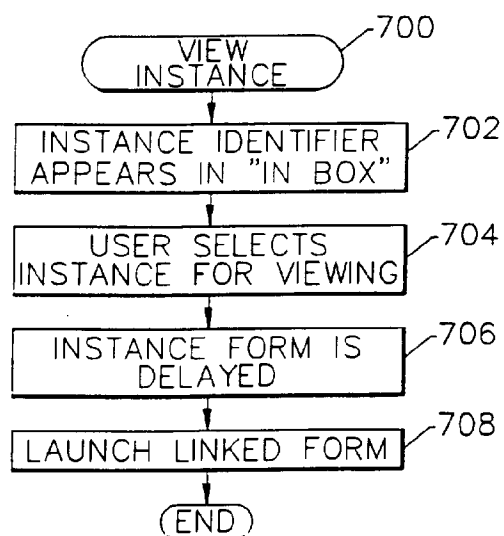 VIEW
INSTANCE
700
INSTANCE IDENTIFIER
APPEARS IN "IN BOX"
702
USER SELECTS
INSTANCE FOR VIEWING
704
INSTANCE FORM IS
DELAYED
706
LAUNCH LINKED FORM
708
END